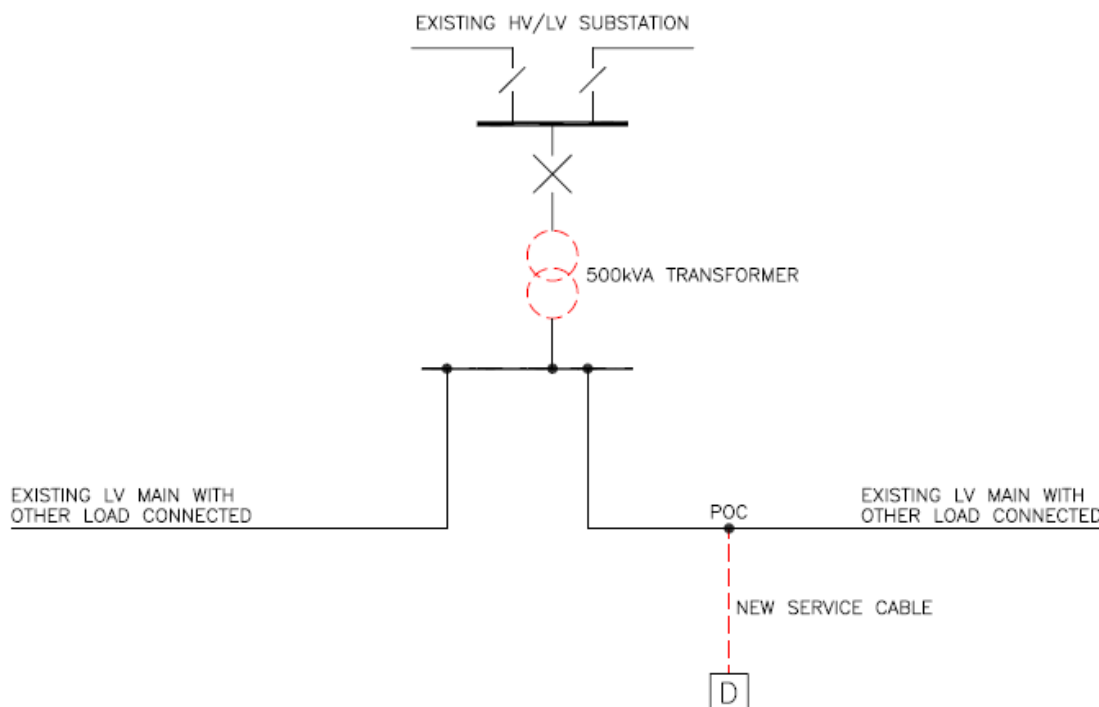 EXISTING HV/LV SUBSTATION
500kVA TRANSFORMER
EXISTING LV MAIN WITH
OTHER LOAD CONNECTED
POC
EXISTING LV MAIN WITH
OTHER LOAD CONNECTED
NEW SERVICE CABLE
D